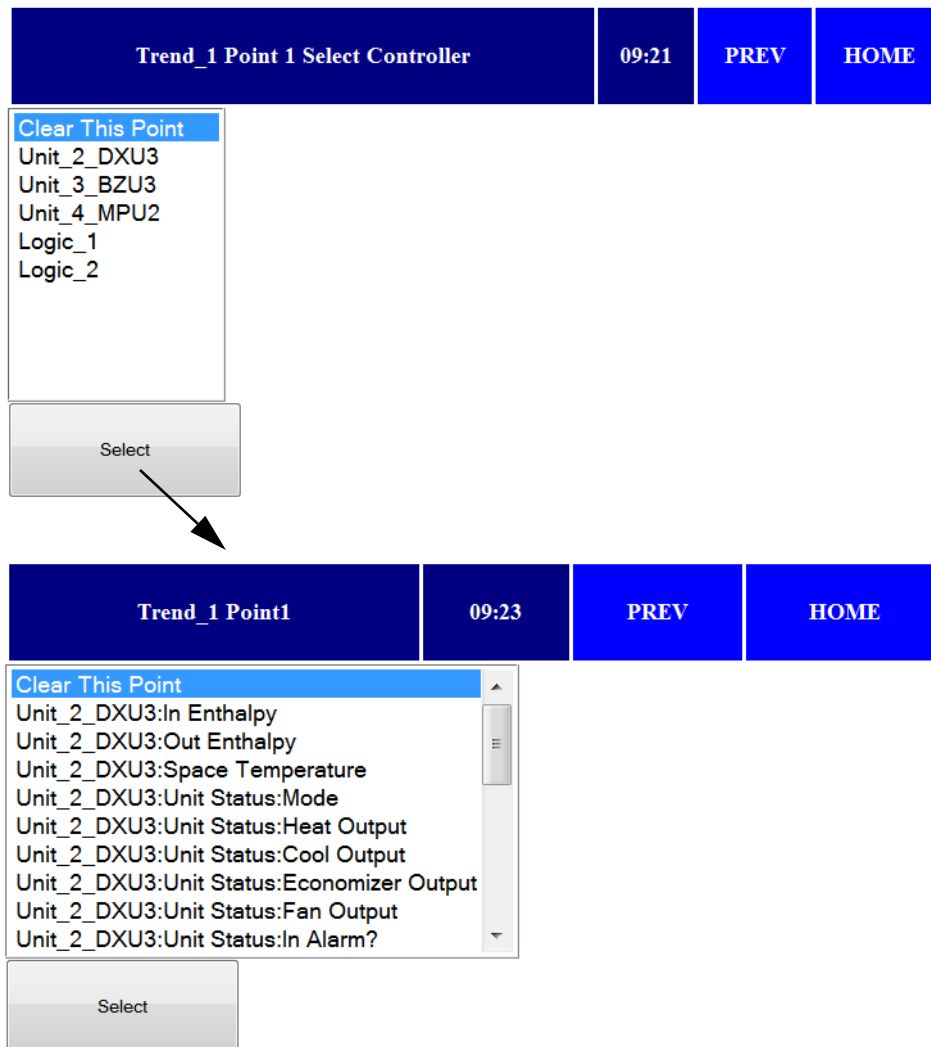 Trend_1 Point 1 Select Controller 09:21 PREV HOME
Clear This Point
Unit_2_DXU3
Unit_3_BZU3
Unit_4_MPU2
Logic_1
Logic_2
Select
Trend_1 Point1 09:23 PREV HOME
Clear This Point
Unit_2_DXU3:In Enthalpy
Unit_2_DXU3:Out Enthalpy
Unit_2_DXU3:Space Temperature
Unit_2_DXU3:Unit Status:Mode
Unit_2_DXU3:Unit Status:Heat Output
Unit_2_DXU3:Unit Status:Cool Output
Unit_2_DXU3:Unit Status:Economizer Output
Unit_2_DXU3:Unit Status:Fan Output
Unit_2_DXU3:Unit Status:In Alarm?
Select